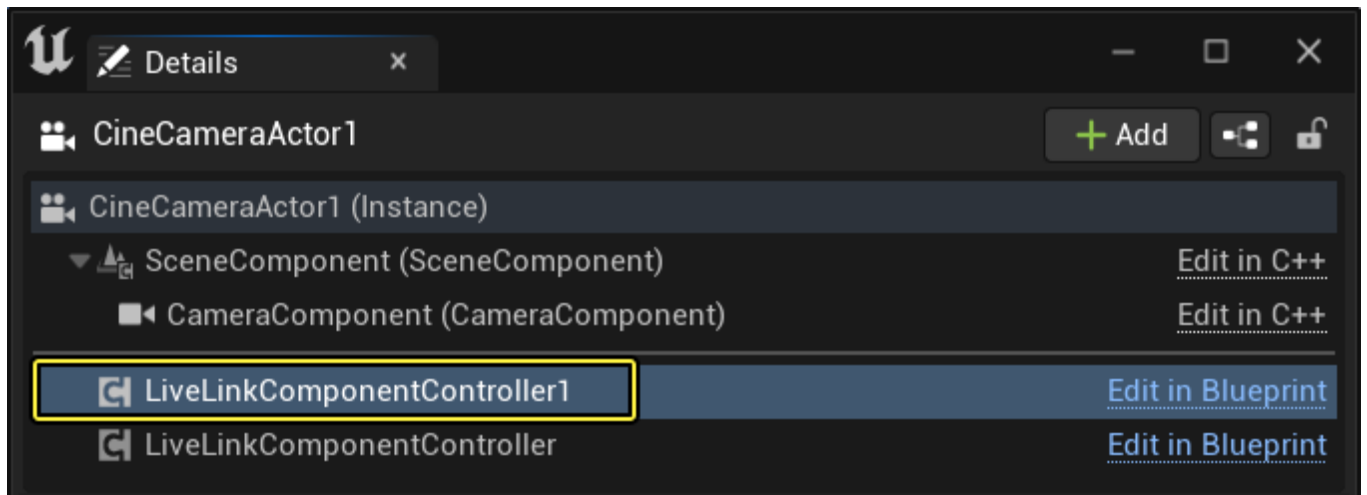 Details
CineCameraActor1 Add
CineCameraActor1 (Instance)
SceneComponent (SceneComponent) Edit in C++
CameraComponent (CameraComponent) Edit in C++
LiveLinkComponentController1 Edit in Blueprint
LiveLinkComponentController Edit in Blueprint